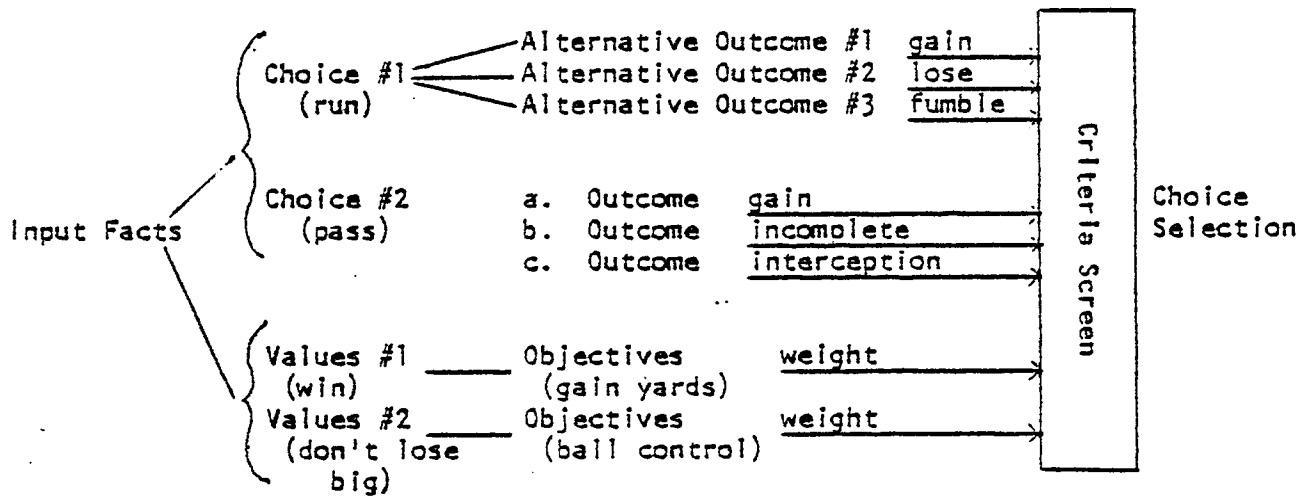 Alternative Outcome #1 gain
Choice #1 Alternative Outcome #2 lose
(run) Alternative Outcome #3 fumble
Criteria Screen
Choice #2 a. Outcome gain
Input Facts (pass) b. Outcome incomplete
c. Outcome interception
Choice
Selection
Values #1 Objectives weight
(win) (gain yards)
Values #2 Objectives weight
(don't lose (ball control)
big)